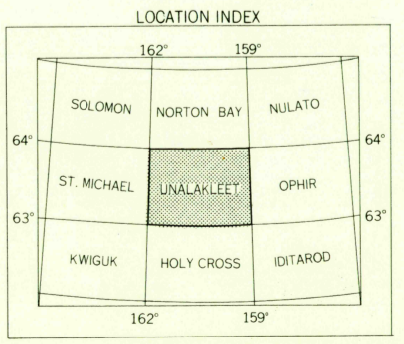 LOCATION INDEX
162° 159°
SOLOMON NORTON BAY NULATO
64° 64°
ST. MICHAEL UNALAKLEET OPHIR
63° 63°
KWIGUK HOLY CROSS IDITAROD
162° 159°